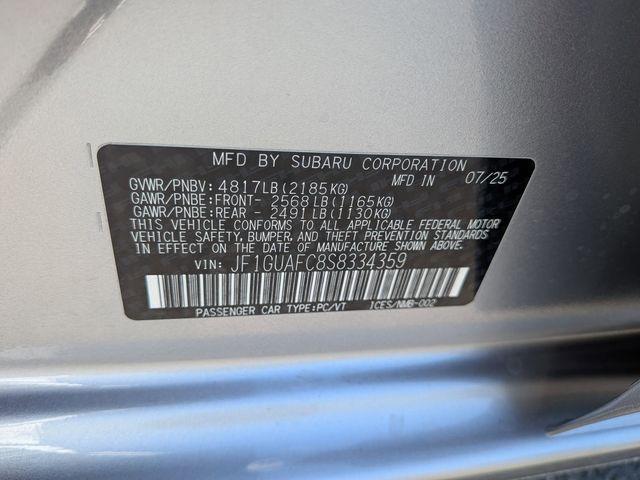 MFD BY SUBARU CORPORATION
GVWR/PNBV: 4817LB(2185KG) MFD IN 07/25
GAWR/PNBE:FRONT- 2568LB(1165KG)
GAWR/PNBE:REAR - 2491LB(1130KG)
THIS VEHICLE CONFORMS TO ALL APPLICABLE FEDERAL MOTOR
VEHICLE SAFETY, BUMPER, AND THEFT PREVENTION STANDARDS
IN EFFECT ON THE DATE OF MANUFACTURE SHOWN ABOVE.
VIN: JF1GUAFC8S8334359
PASSENGER CAR TYPE:PC/VT ICES/NMB-002